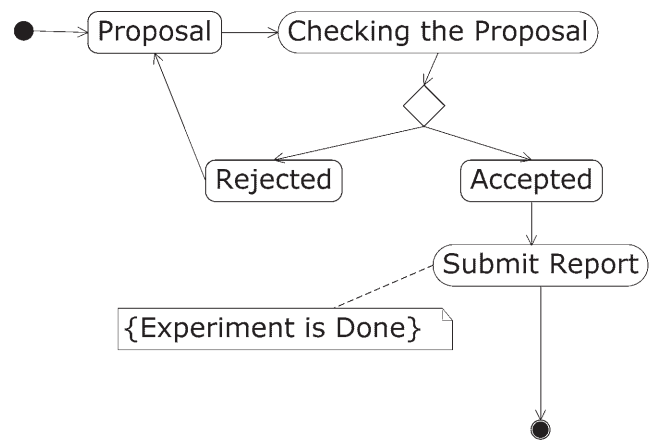 Proposal
Checking the Proposal
Rejected
Accepted
Submit Report
{Experiment is Done}